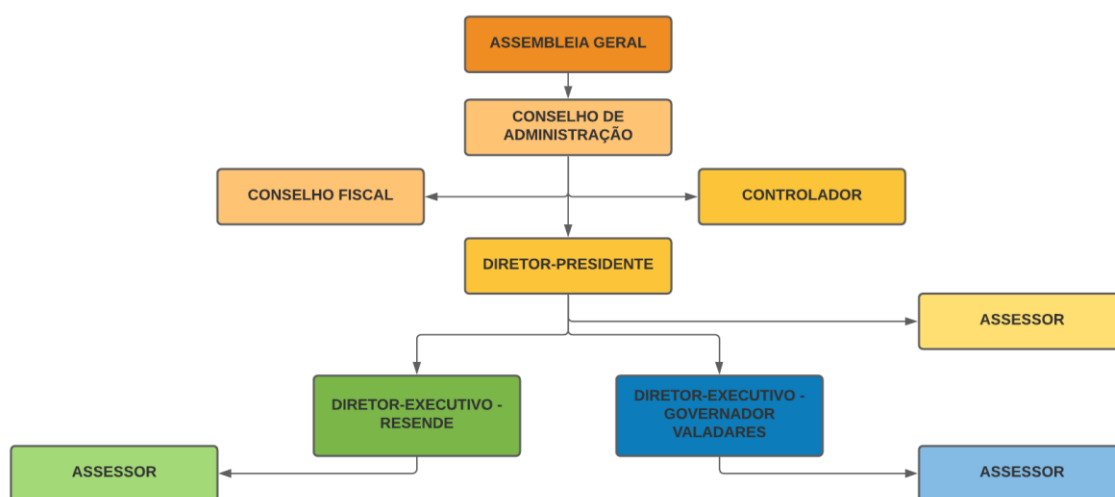 ASSEMBLEIA GERAL
CONSELHO DE
ADMINISTRAÇÃO
CONSELHO FISCAL
CONTROLADOR
DIRETOR-PRESIDENTE
ASSESSOR
DIRETOR-EXECUTIVO -
RESENDE
DIRETOR-EXECUTIVO -
GOVERNADOR
VALADARES
ASSESSOR
ASSESSOR